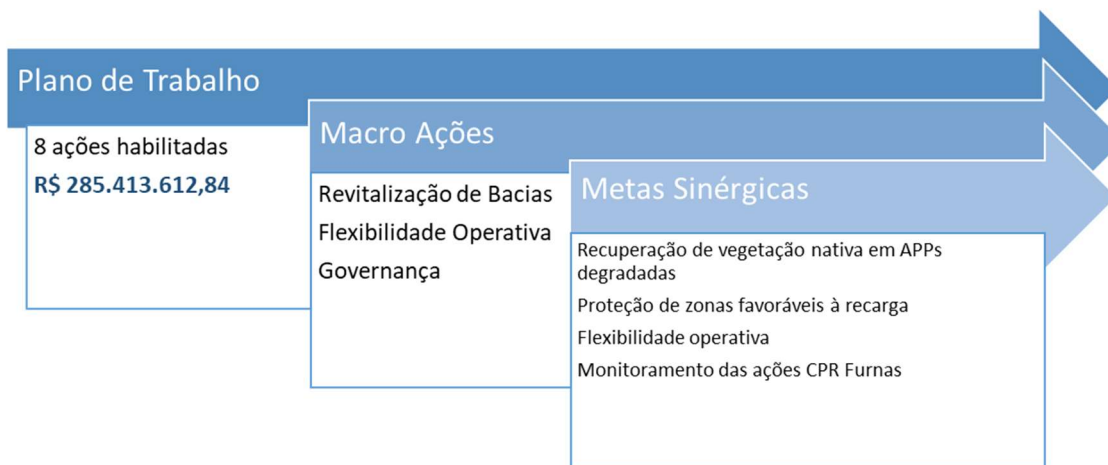 Plano de Trabalho
8 ações habilitadas
R$ 285.413.612,84
Macro Ações
Revitalização de Bacias
Flexibilidade Operativa
Governança
Metas Sinérgicas
Recuperação de vegetação nativa em APPs
degradadas
Proteção de zonas favoráveis à recarga
Flexibilidade operativa
Monitoramento das ações CPR Furnas